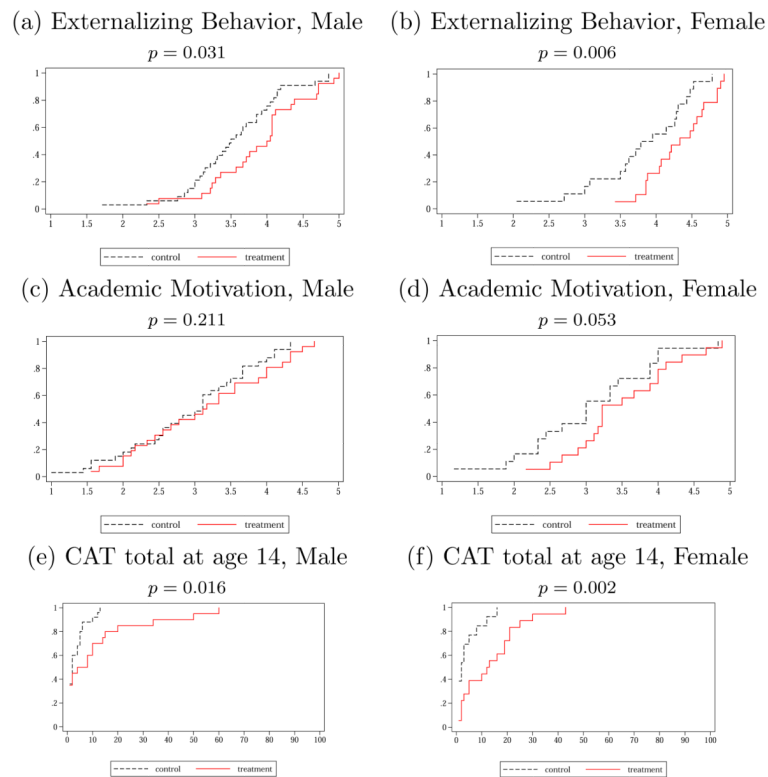 (a) Externalizing Behavior, Male
p = 0.031
1
.8
.6
.4
.2
0
1 1.5 2 2.5 3 3.5 4 4.5 5
control treatment
(b) Externalizing Behavior, Female
p = 0.006
1
.8
.6
.4
.2
0
1 1.5 2 2.5 3 3.5 4 4.5 5
control treatment
(c) Academic Motivation, Male
p = 0.211
1
.8
.6
.4
.2
0
1 1.5 2 2.5 3 3.5 4 4.5 5
control treatment
(d) Academic Motivation, Female
p = 0.053
1
.8
.6
.4
.2
0
1 1.5 2 2.5 3 3.5 4 4.5 5
control treatment
(e) CAT total at age 14, Male
p = 0.016
1
.8
.6
.4
.2
0
0 10 20 30 40 50 60 70 80 90 100
control treatment
(f) CAT total at age 14, Female
p = 0.002
1
.8
.6
.4
.2
0
0 10 20 30 40 50 60 70 80 90 100
control treatment